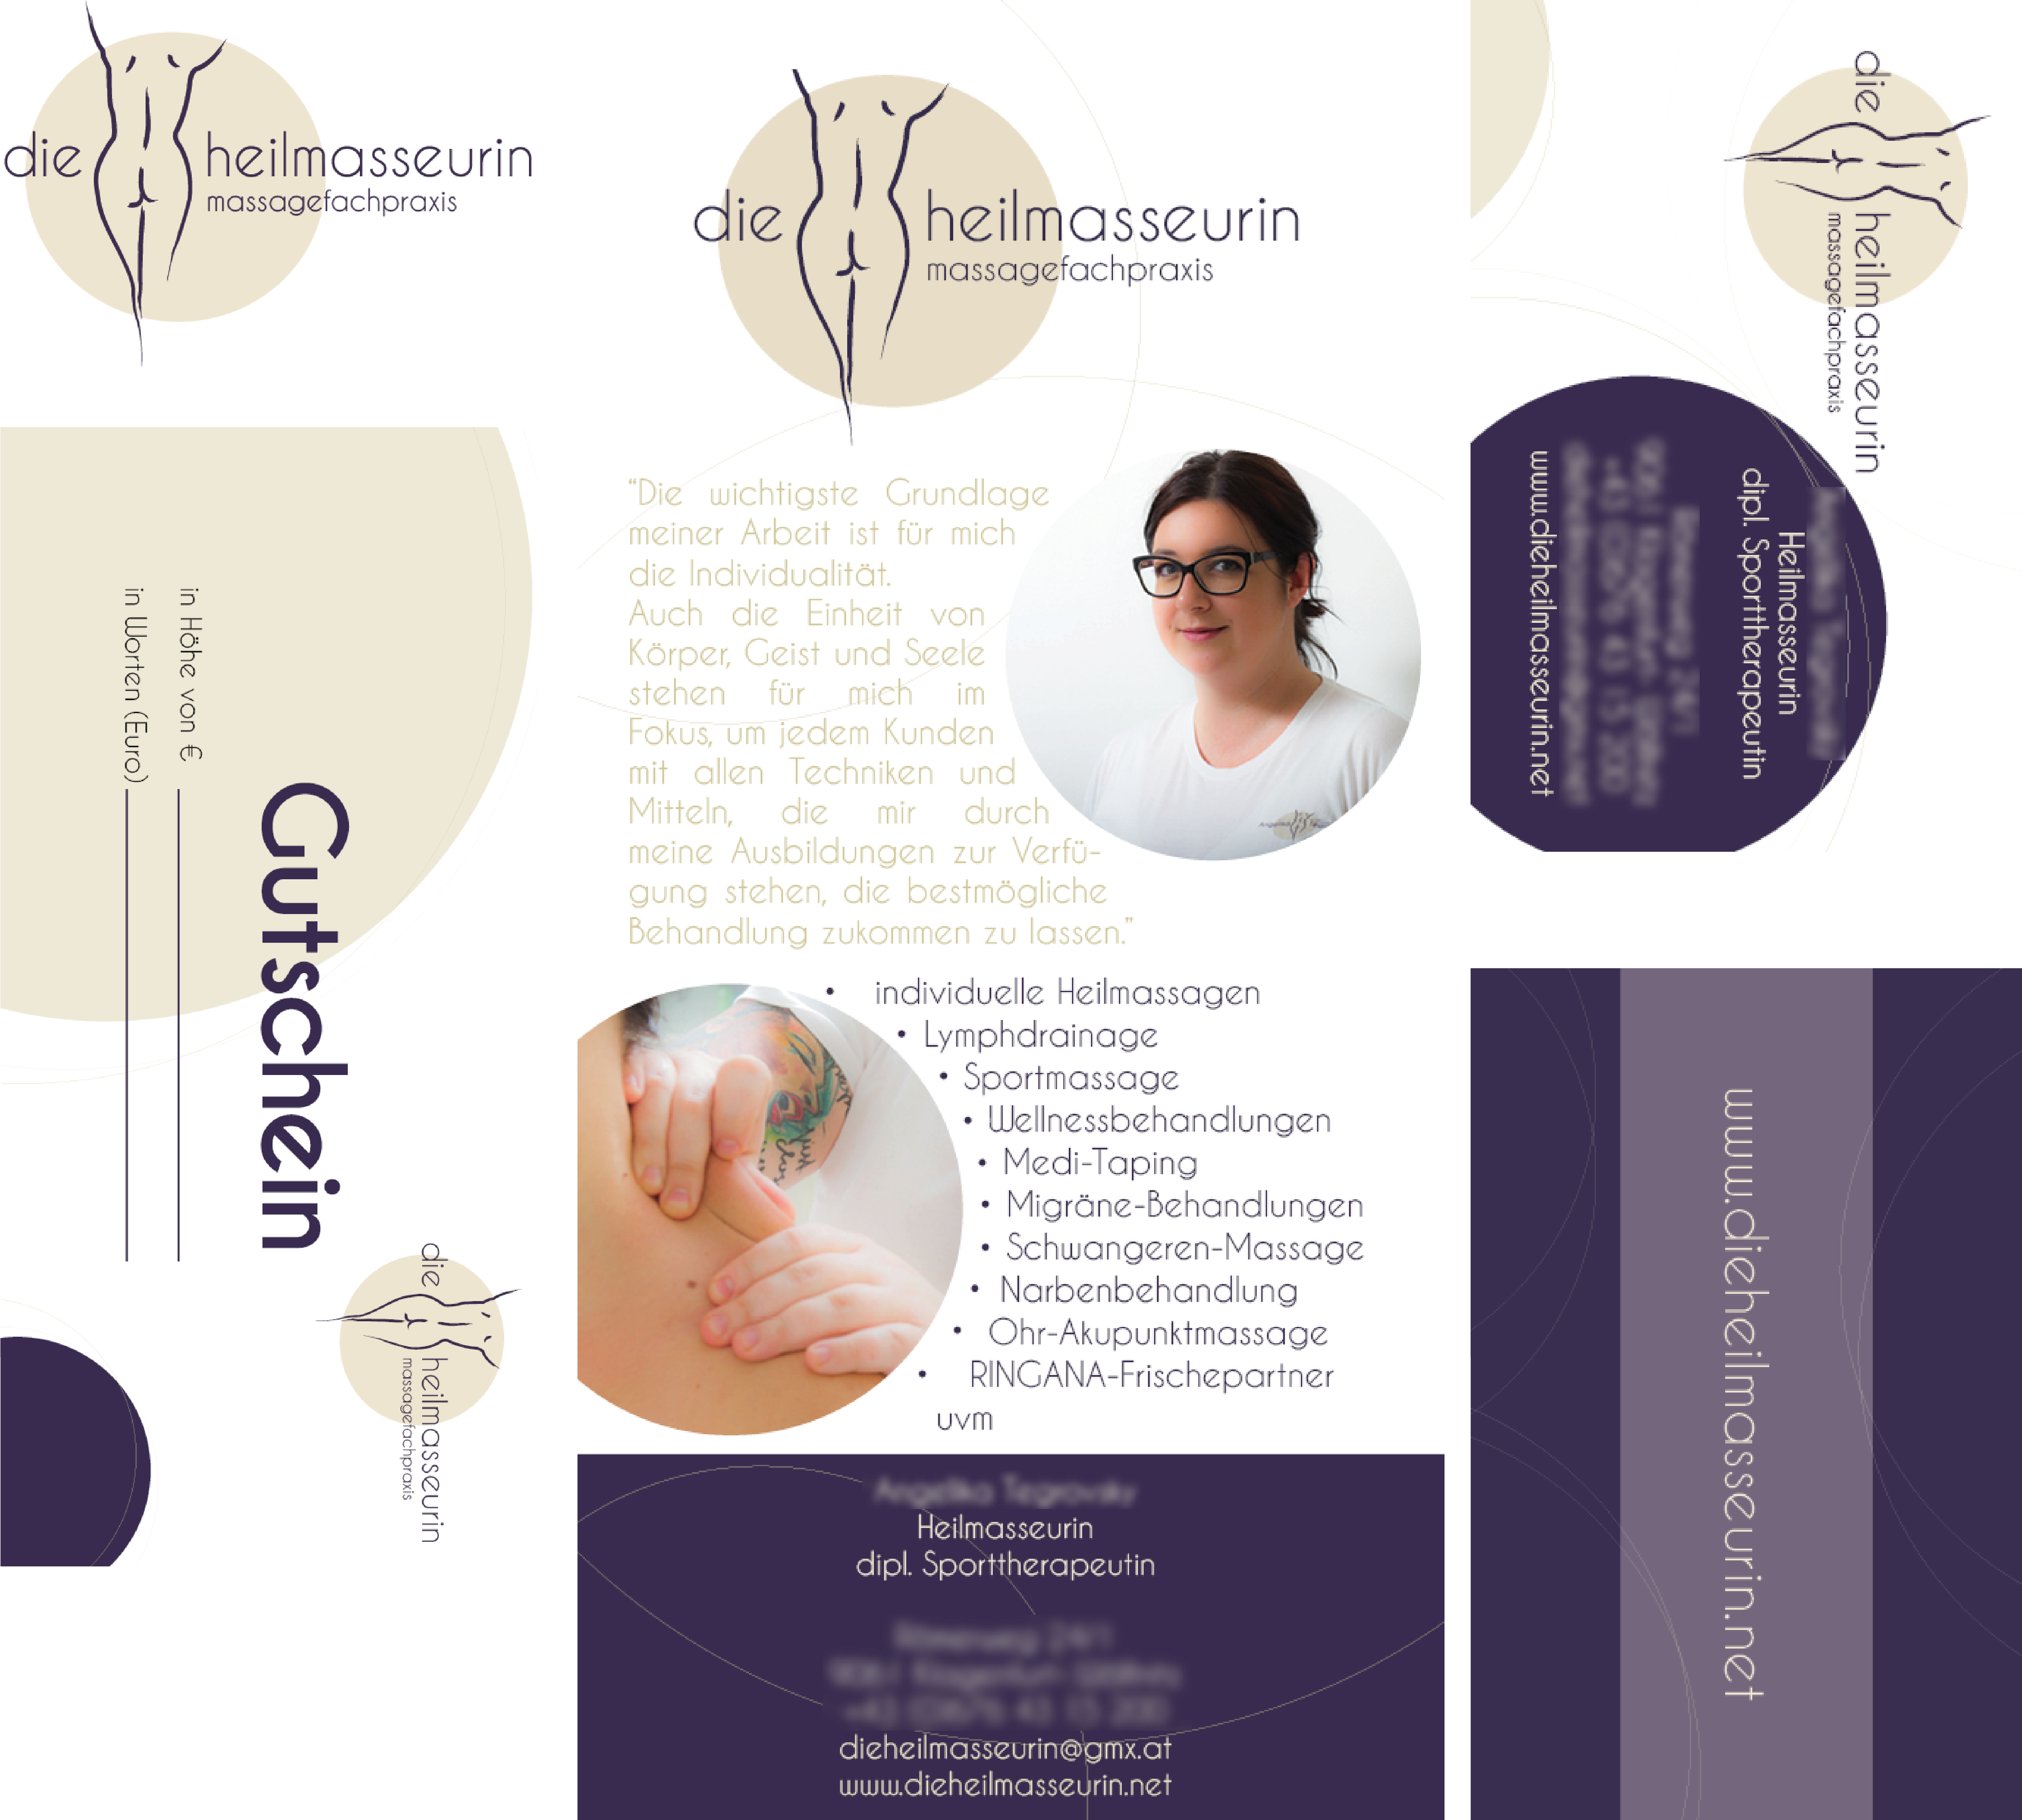 die heilmasseurin
massagefachpraxis
in Höhe von €
in Worten (Euro)
Gutschein
die heilmasseurin
massagefachpraxis
die heilmasseurin
massagefachpraxis
“Die wichtigste Grundlage
meiner Arbeit ist für mich
die Individualität.
Auch die Einheit von
Körper, Geist und Seele
stehen für mich im
Fokus, um jedem Kunden
mit allen Techniken und
Mitteln, die mir durch
meine Ausbildungen zur Verfü-
gung stehen, die bestmögliche
Behandlung zukommen zu lassen.”
• individuelle Heilmassagen
• Lymphdrainage
• Sportmassage
• Wellnessbehandlungen
• Medi-Taping
• Migräne-Behandlungen
• Schwangeren-Massage
• Narbenbehandlung
• Ohr-Akupunktmassage
• RINGANA-Frischepartner
uvm
Heilmasseurin
dipl. Sporttherapeutin
dieheilmasseurin@gmx.at
www.dieheilmasseurin.net
die heilmasseurin
massagefachpraxis
Heilmasseurin
dipl. Sporttherapeutin
www.dieheilmasseurin.net
www.dieheilmasseurin.net